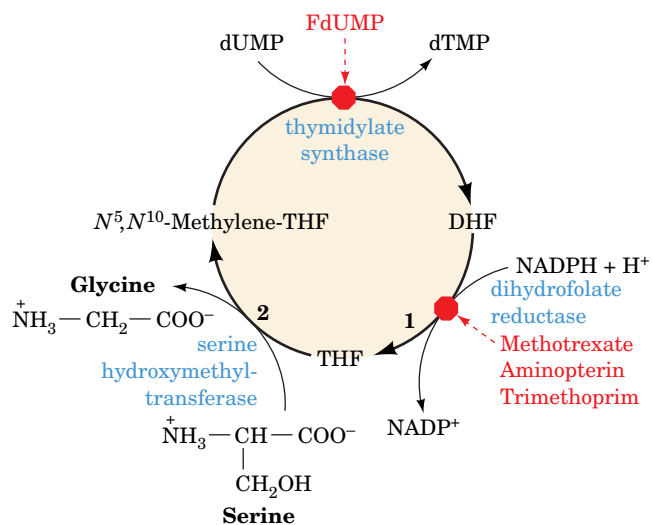 FdUMP
dUMP
dTMP
thymidylate
synthase
N⁵,N¹⁰-Methylene-THF
DHF
NADPH + H⁺
Glycine
⁺NH₃—CH₂—COO⁻
2
1
dihydrofolate
reductase
serine
hydroxymethyl-
transferase
THF
Methotrexate
Aminopterin
Trimethoprim
NADP⁺
⁺NH₃—CH—COO⁻
CH₂OH
Serine